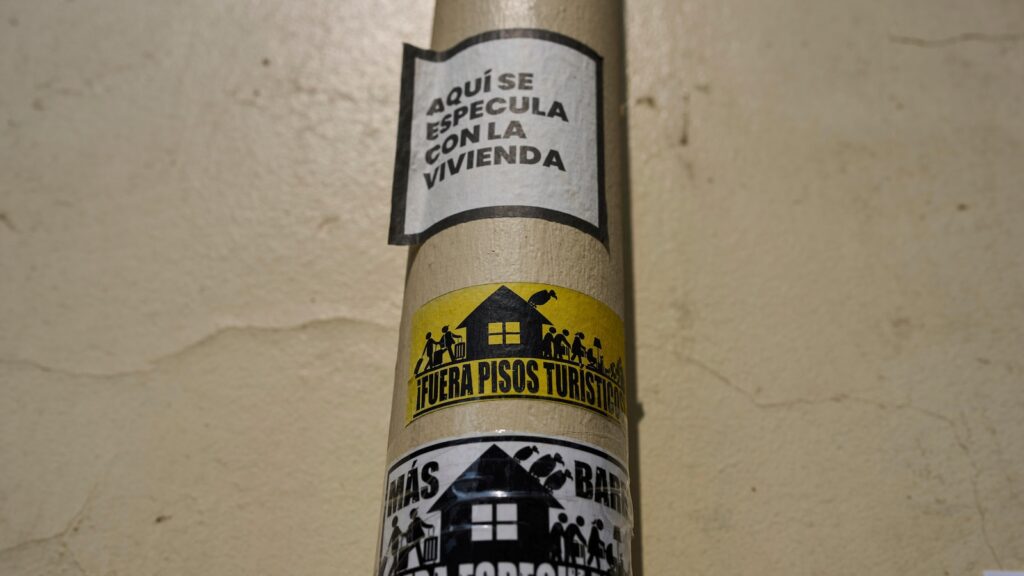 AQUÍ SE
ESPECULA
CON LA
VIVIENDA
¡FUERA PISOS TURÍSTICOS
MÁS